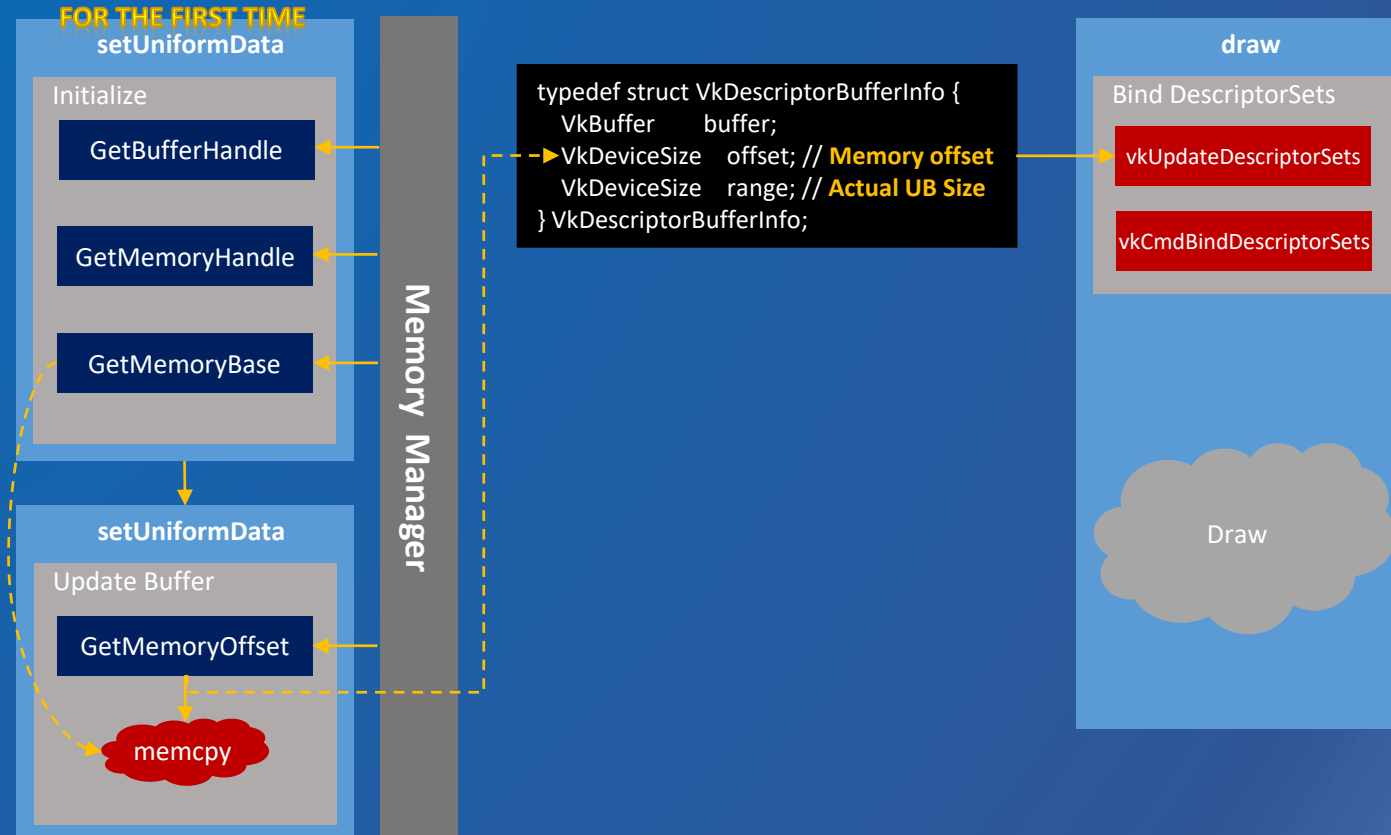 FOR THE FIRST TIME
setUniformData
Initialize
GetBufferHandle
GetMemoryHandle
GetMemoryBase
setUniformData
Update Buffer
GetMemoryOffset
memcpy
Memory Manager
typedef struct VkDescriptorBufferInfo {
VkBuffer buffer;
VkDeviceSize offset; // Memory offset
VkDeviceSize range; // Actual UB Size
} VkDescriptorBufferInfo;
draw
Bind DescriptorSets
vkUpdateDescriptorSets
vkCmdBindDescriptorSets
Draw